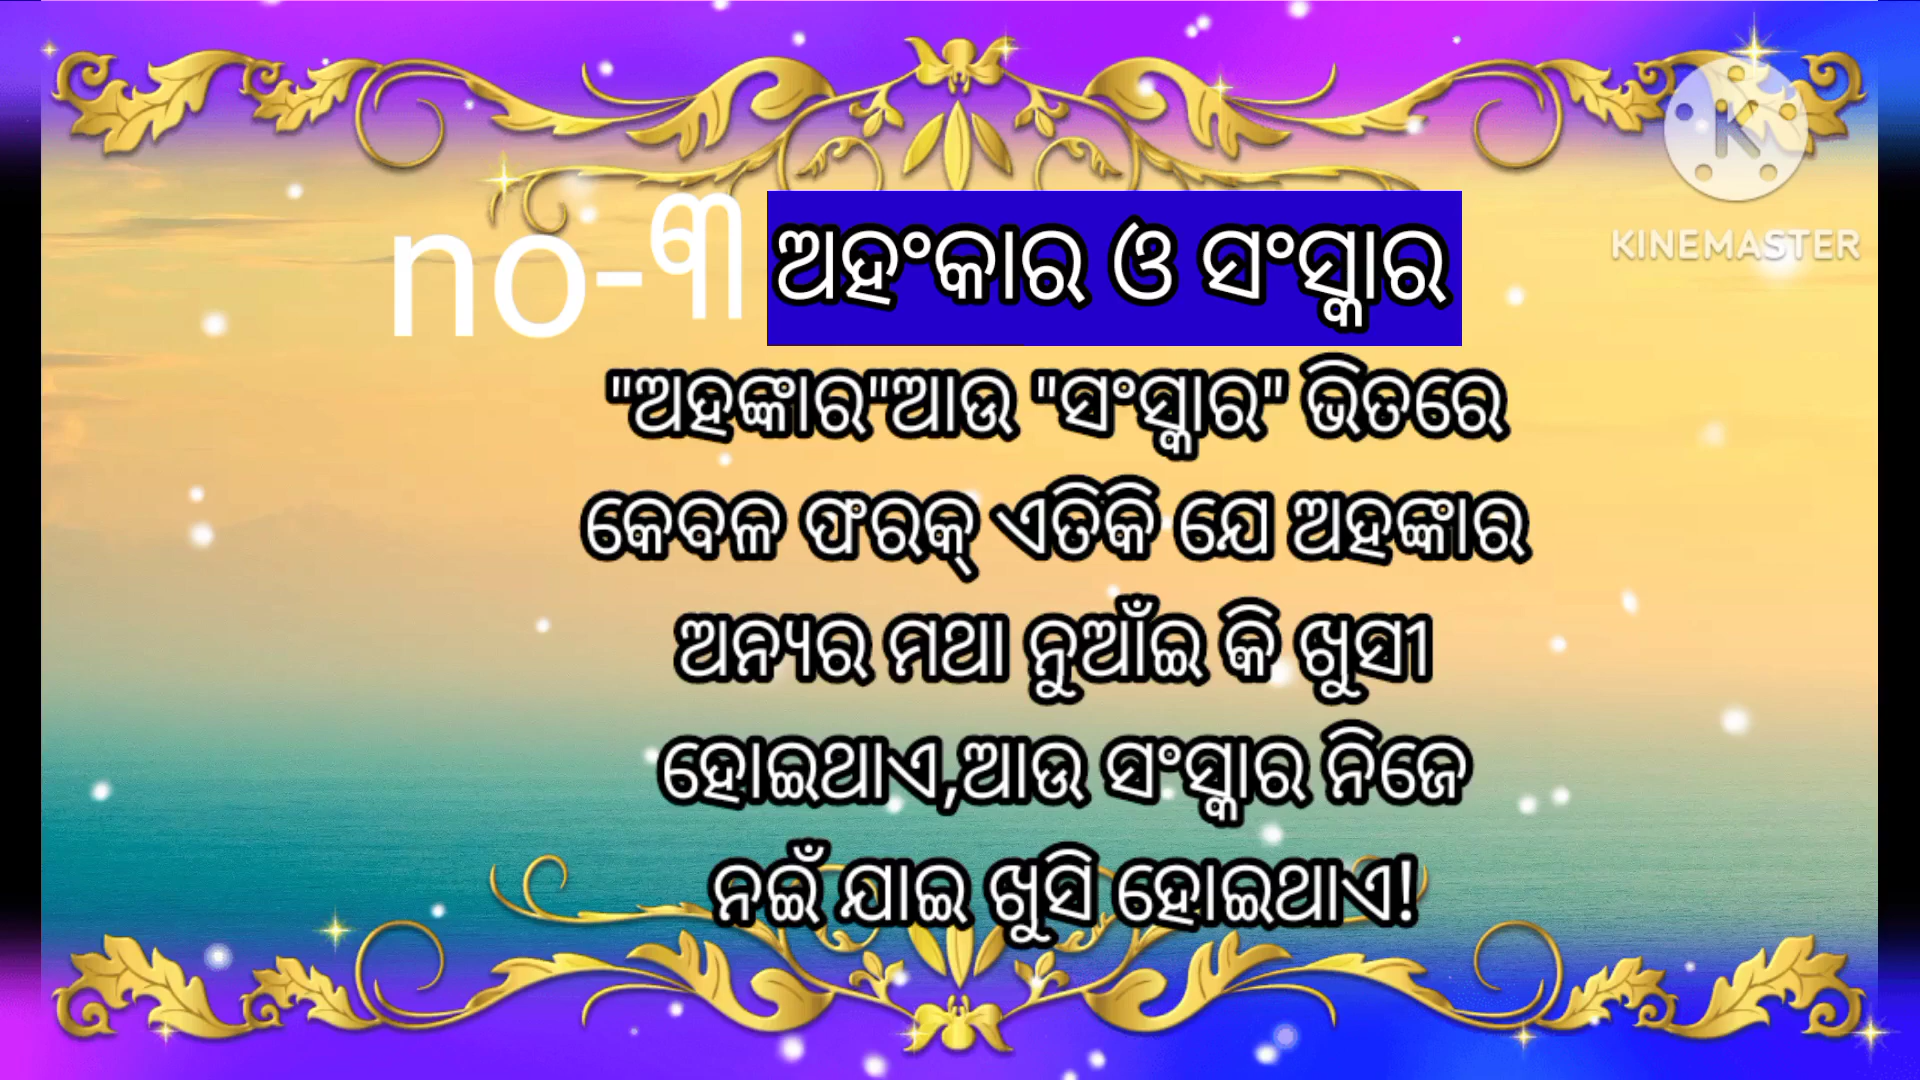 no-୩ ଅହଂକାର ଓ ସଂସ୍କାର
KINEMASTER
"ଅହଙ୍କାର"ଆଉ "ସଂସ୍କାର" ଭିତରେ
କେବଳ ଫରକ୍ ଏତିକି ଯେ ଅହଙ୍କାର
ଅନ୍ୟର ମଥା ନୁଆଁଇ କି ଖୁସୀ
ହୋଇଥାଏ,ଆଉ ସଂସ୍କାର ନିଜେ
ନଇଁ ଯାଇ ଖୁସି ହୋଇଥାଏ!